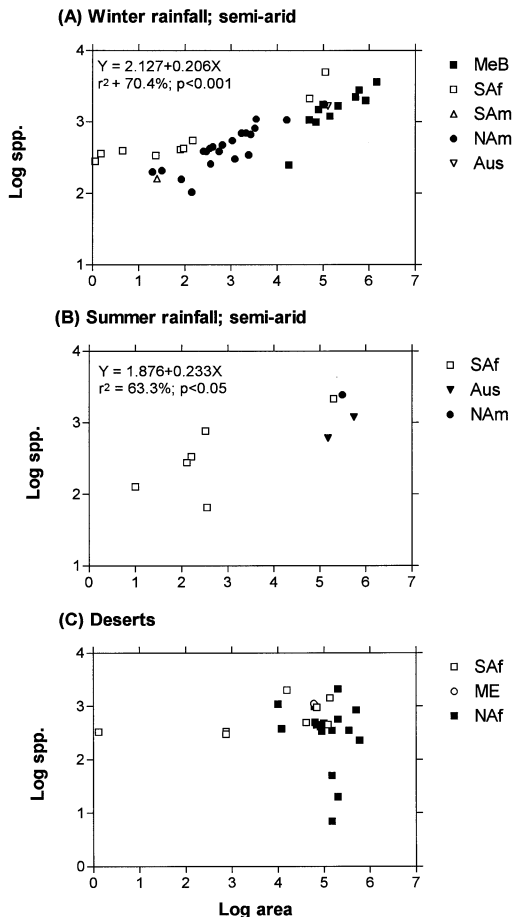 (A) Winter rainfall; semi-arid
4
Y = 2.127+0.206X
r2 + 70.4%; p<0.001
3
2
1
Log spp.
0 1 2 3 4 5 6 7
MeB
SAf
SAm
NAm
Aus
(B) Summer rainfall; semi-arid
4
Y = 1.876+0.233X
r2 = 63.3%; p<0.05
3
2
1
Log spp.
0 1 2 3 4 5 6 7
SAf
Aus
NAm
(C) Deserts
4
3
2
1
0
Log spp.
0 1 2 3 4 5 6 7
Log area
SAf
ME
NAf